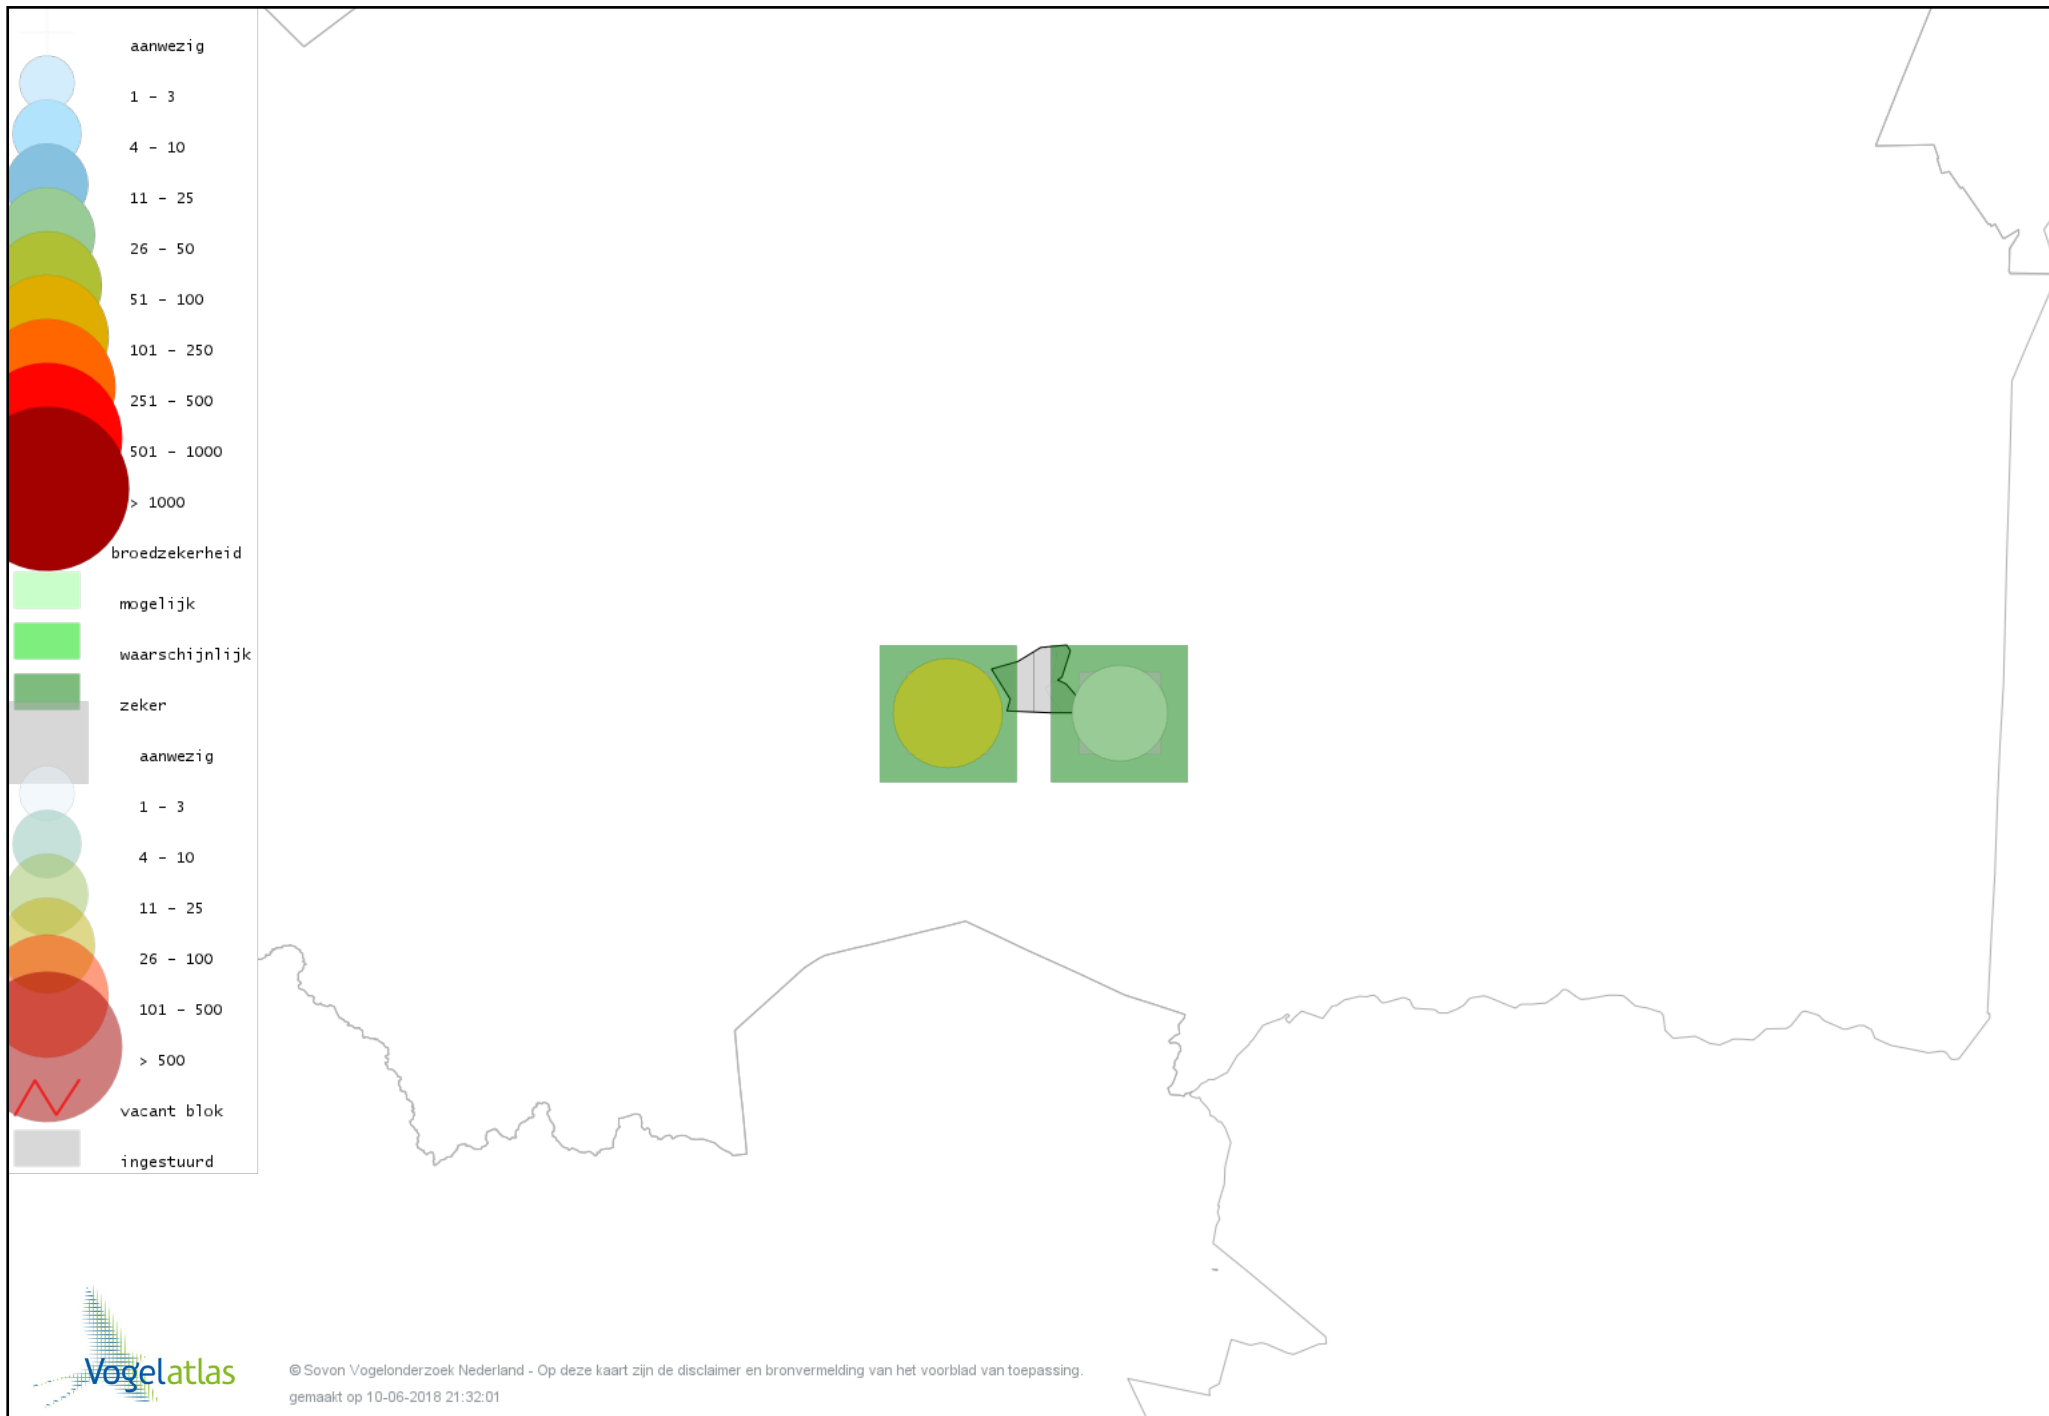 aanwezig
1 - 3
4 - 10
11 - 25
26 - 50
51 - 100
101 - 250
251 - 500
501 - 1000
> 1000
broedzekerheid
mogelijk
waarschijnlijk
zeker
aanwezig
1 - 3
4 - 10
11 - 25
26 - 100
101 - 500
> 500
vacant blok
ingestuurd
Vogelatlas
© Sovon Vogelonderzoek Nederland - Op deze kaart zijn de disclaimer en bronvermelding van het voorblad van toepassing.
gemaakt op 10-06-2018 21:32:01